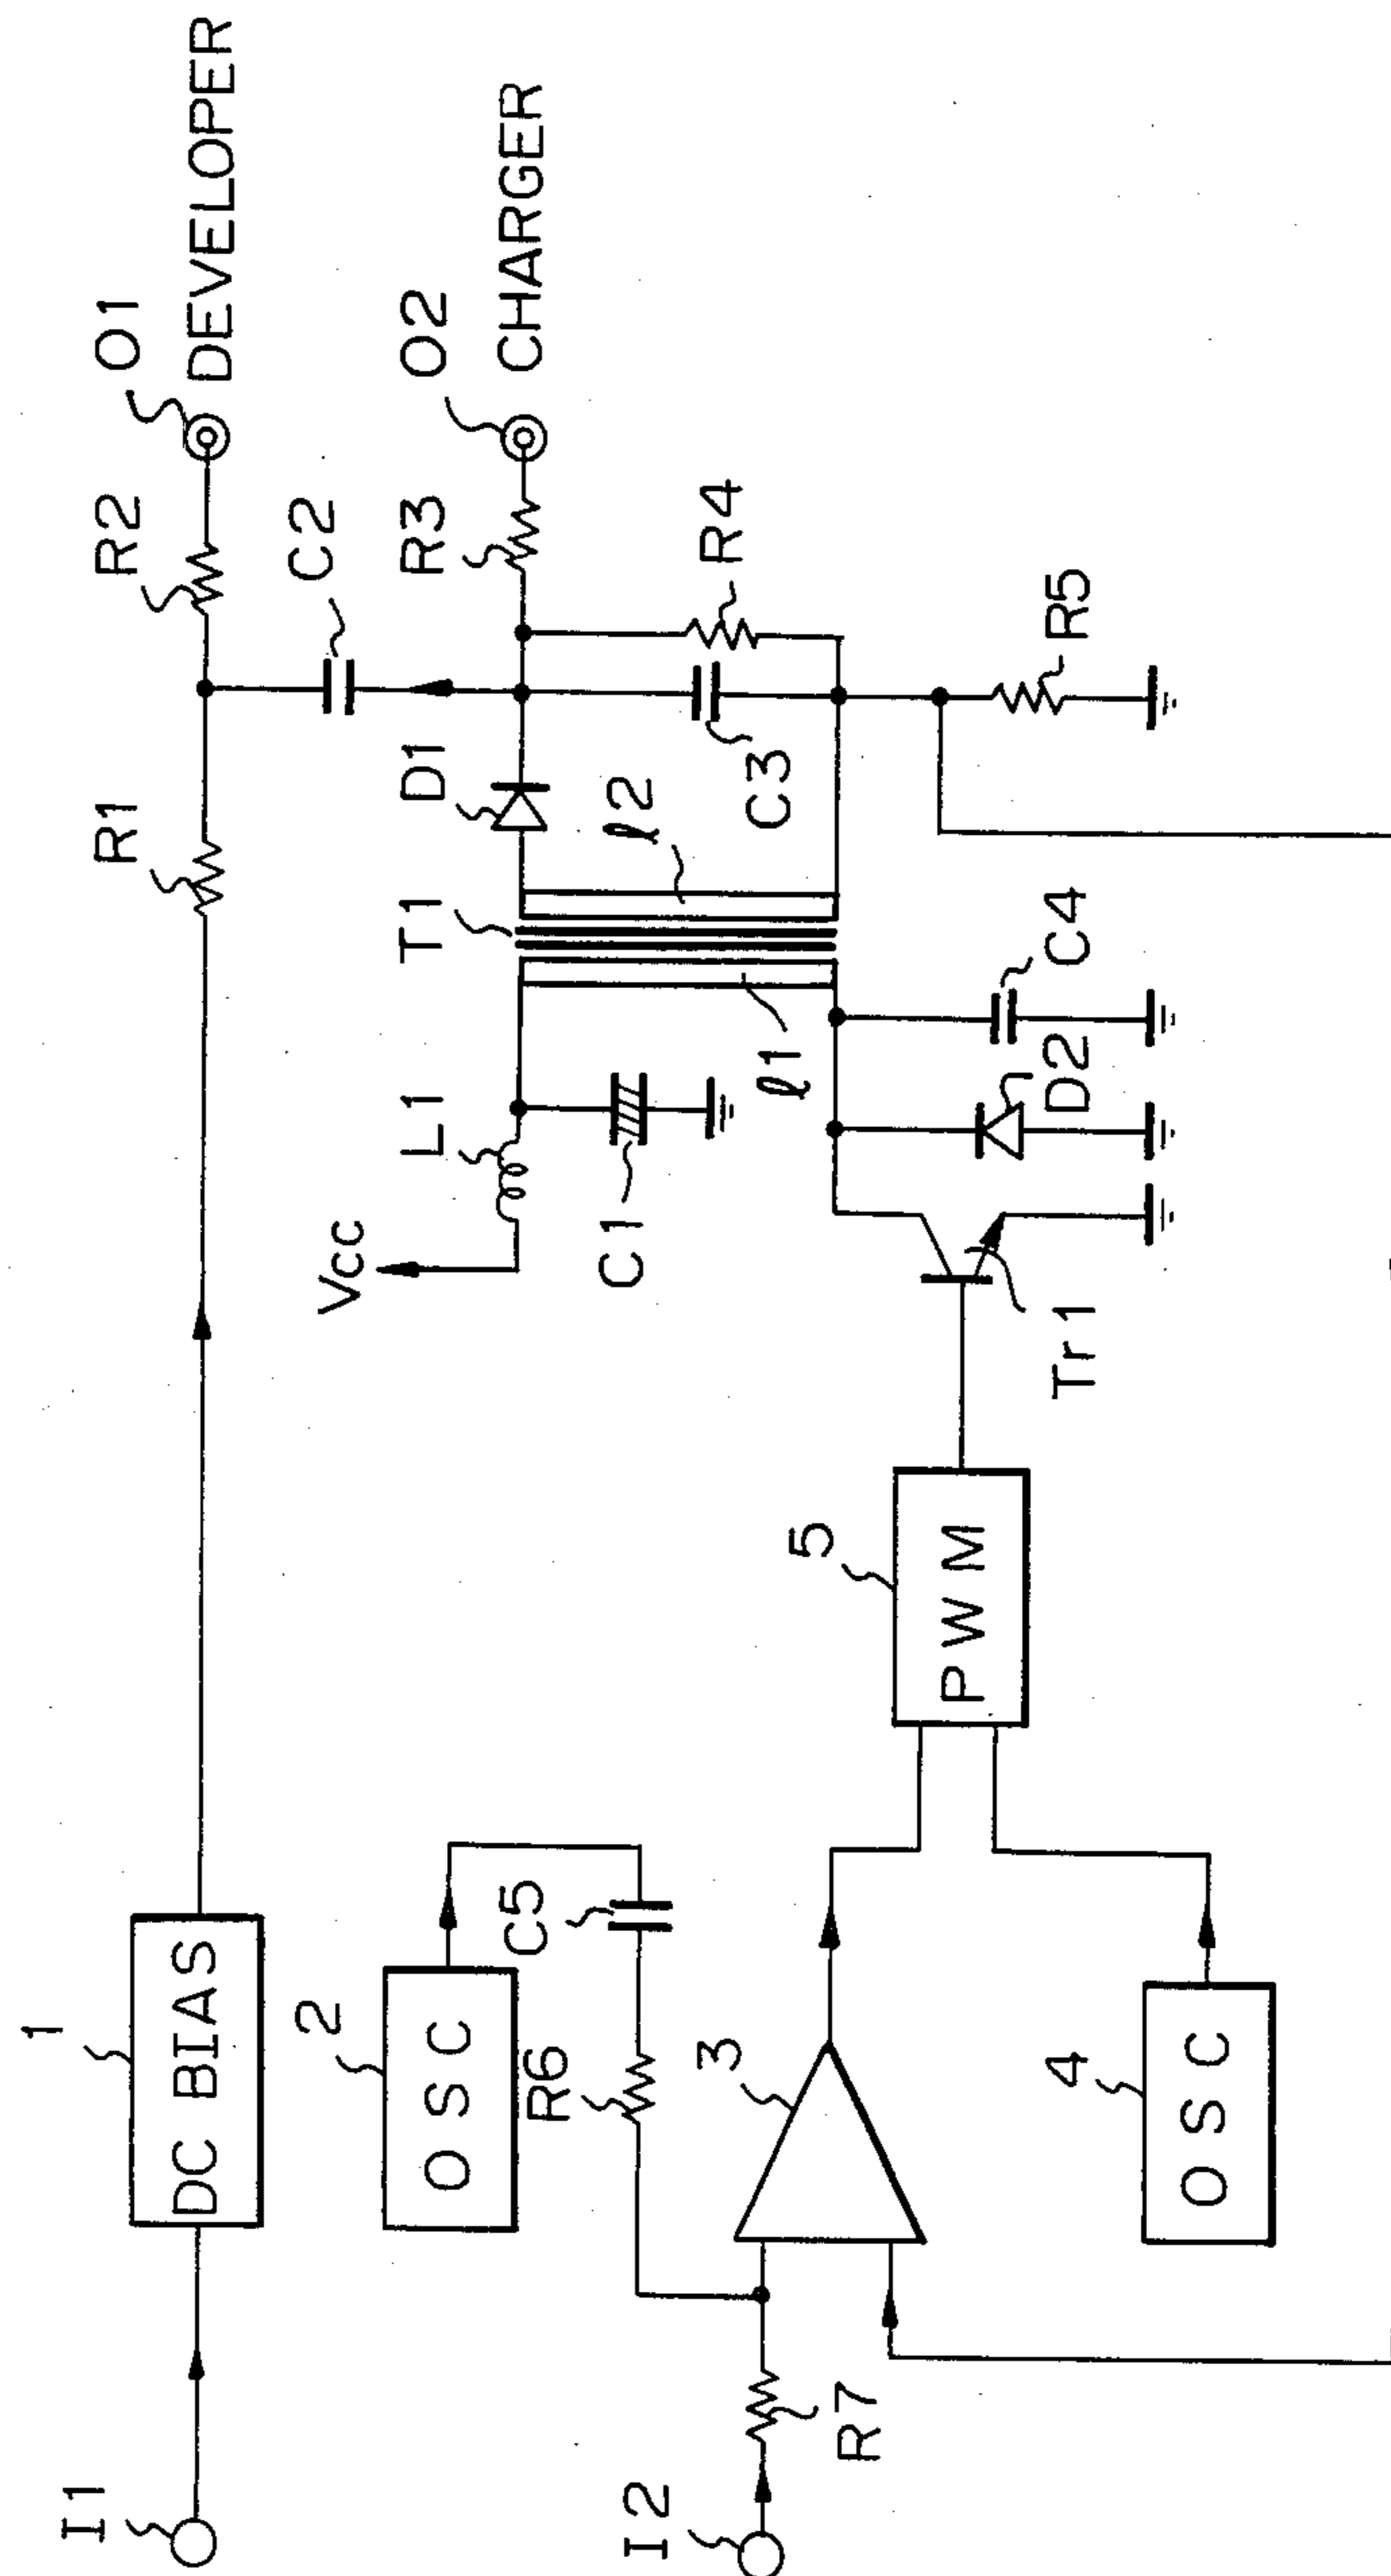 I1
1
DC BIAS
R1
R2
O1
DEVELOPER
2
OSC
C5
R6
Vcc
L1
C1
T1
ℓ1
ℓ2
D1
C2
R3
O2
CHARGER
C3
R4
R5
I2
R7
3
5
PWM
Tr1
D2
C4
4
OSC